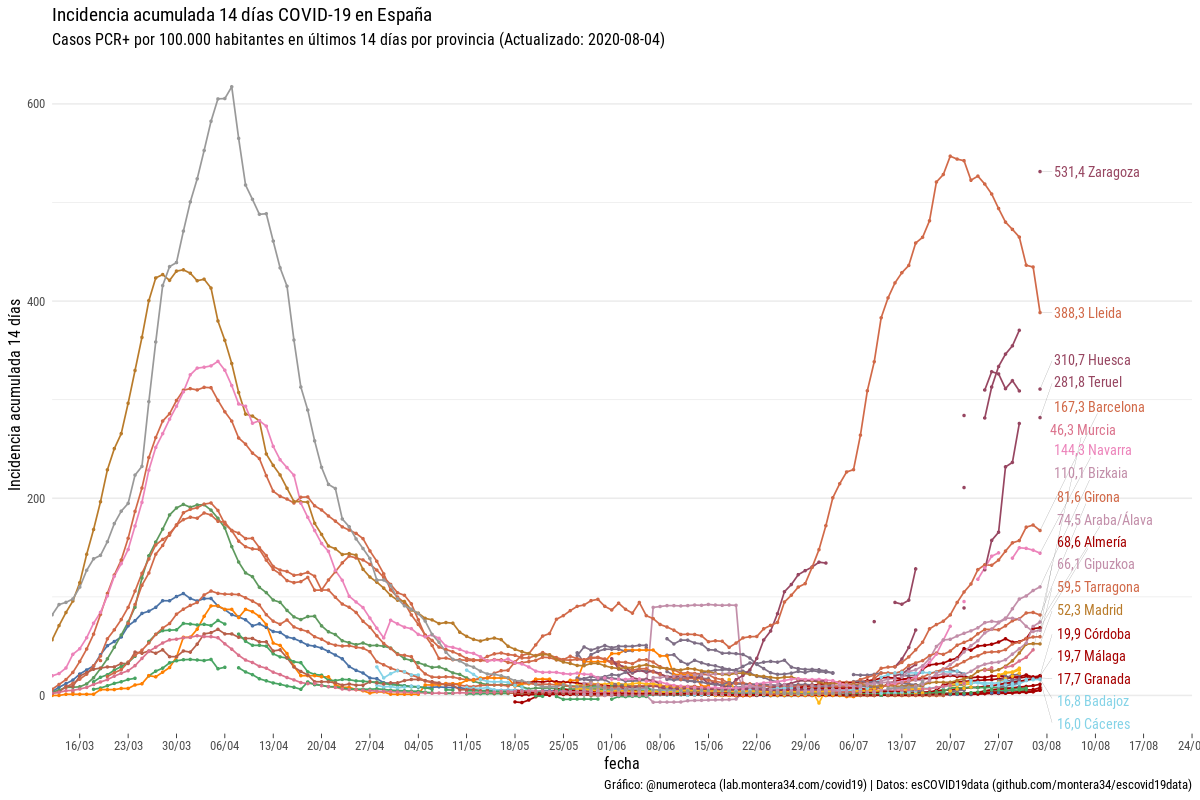 Incidencia acumulada 14 días COVID-19 en España
Casos PCR+ por 100.000 habitantes en últimos 14 días por provincia (Actualizado: 2020-08-04)
Incidencia acumulada 14 días
600
400
200
0
531,4 Zaragoza
388,3 Lleida
310,7 Huesca
281,8 Teruel
167,3 Barcelona
46,3 Murcia
144,3 Navarra
110,1 Bizkaia
81,6 Girona
74,5 Araba/Álava
68,6 Almería
66,1 Gipuzkoa
59,5 Tarragona
52,3 Madrid
19,9 Córdoba
19,7 Málaga
17,7 Granada
16,8 Badajoz
16,0 Cáceres
16/03 23/03 30/03 06/04 13/04 20/04 27/04 04/05 11/05 18/05 25/05 01/06 08/06 15/06 22/06 29/06 06/07 13/07 20/07 27/07 03/08 10/08 17/08 24/0
fecha
Gráfico: @numeroteca (lab.montera34.com/covid19) | Datos: esCOVID19data (github.com/montera34/escovid19data)